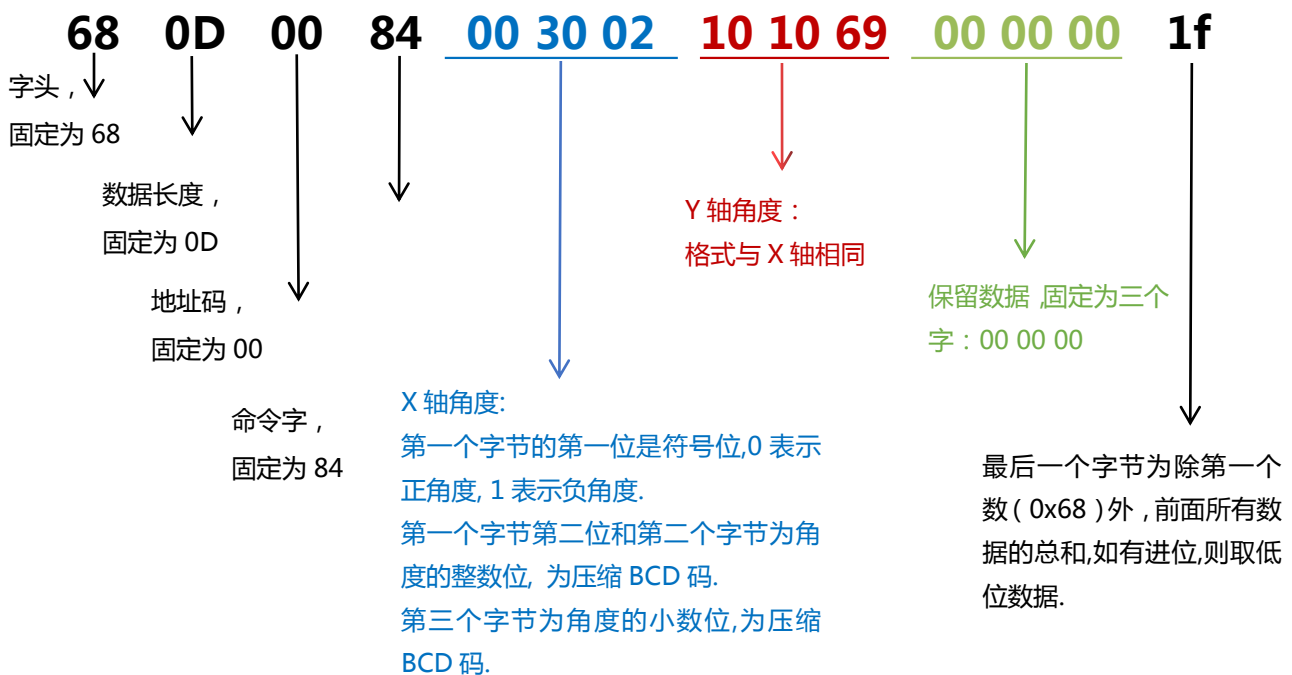 68 0D 00 84 00 30 02 10 10 69 00 00 00 1f
字头，
固定为 68
数据长度，
固定为 0D
地址码，
固定为 00
命令字，
固定为 84
X 轴角度:
第一个字节的第一位是符号位,0 表示
正角度, 1 表示负角度.
第一个字节第二位和第二个字节为角
度的整数位, 为压缩 BCD 码.
第三个字节为角度的小数位,为压缩
BCD 码.
Y 轴角度：
格式与 X 轴相同
保留数据 ,固定为三个
字：00 00 00
最后一个字节为除第一个
数（0x68）外，前面所有数
据的总和,如有进位,则取低
位数据.